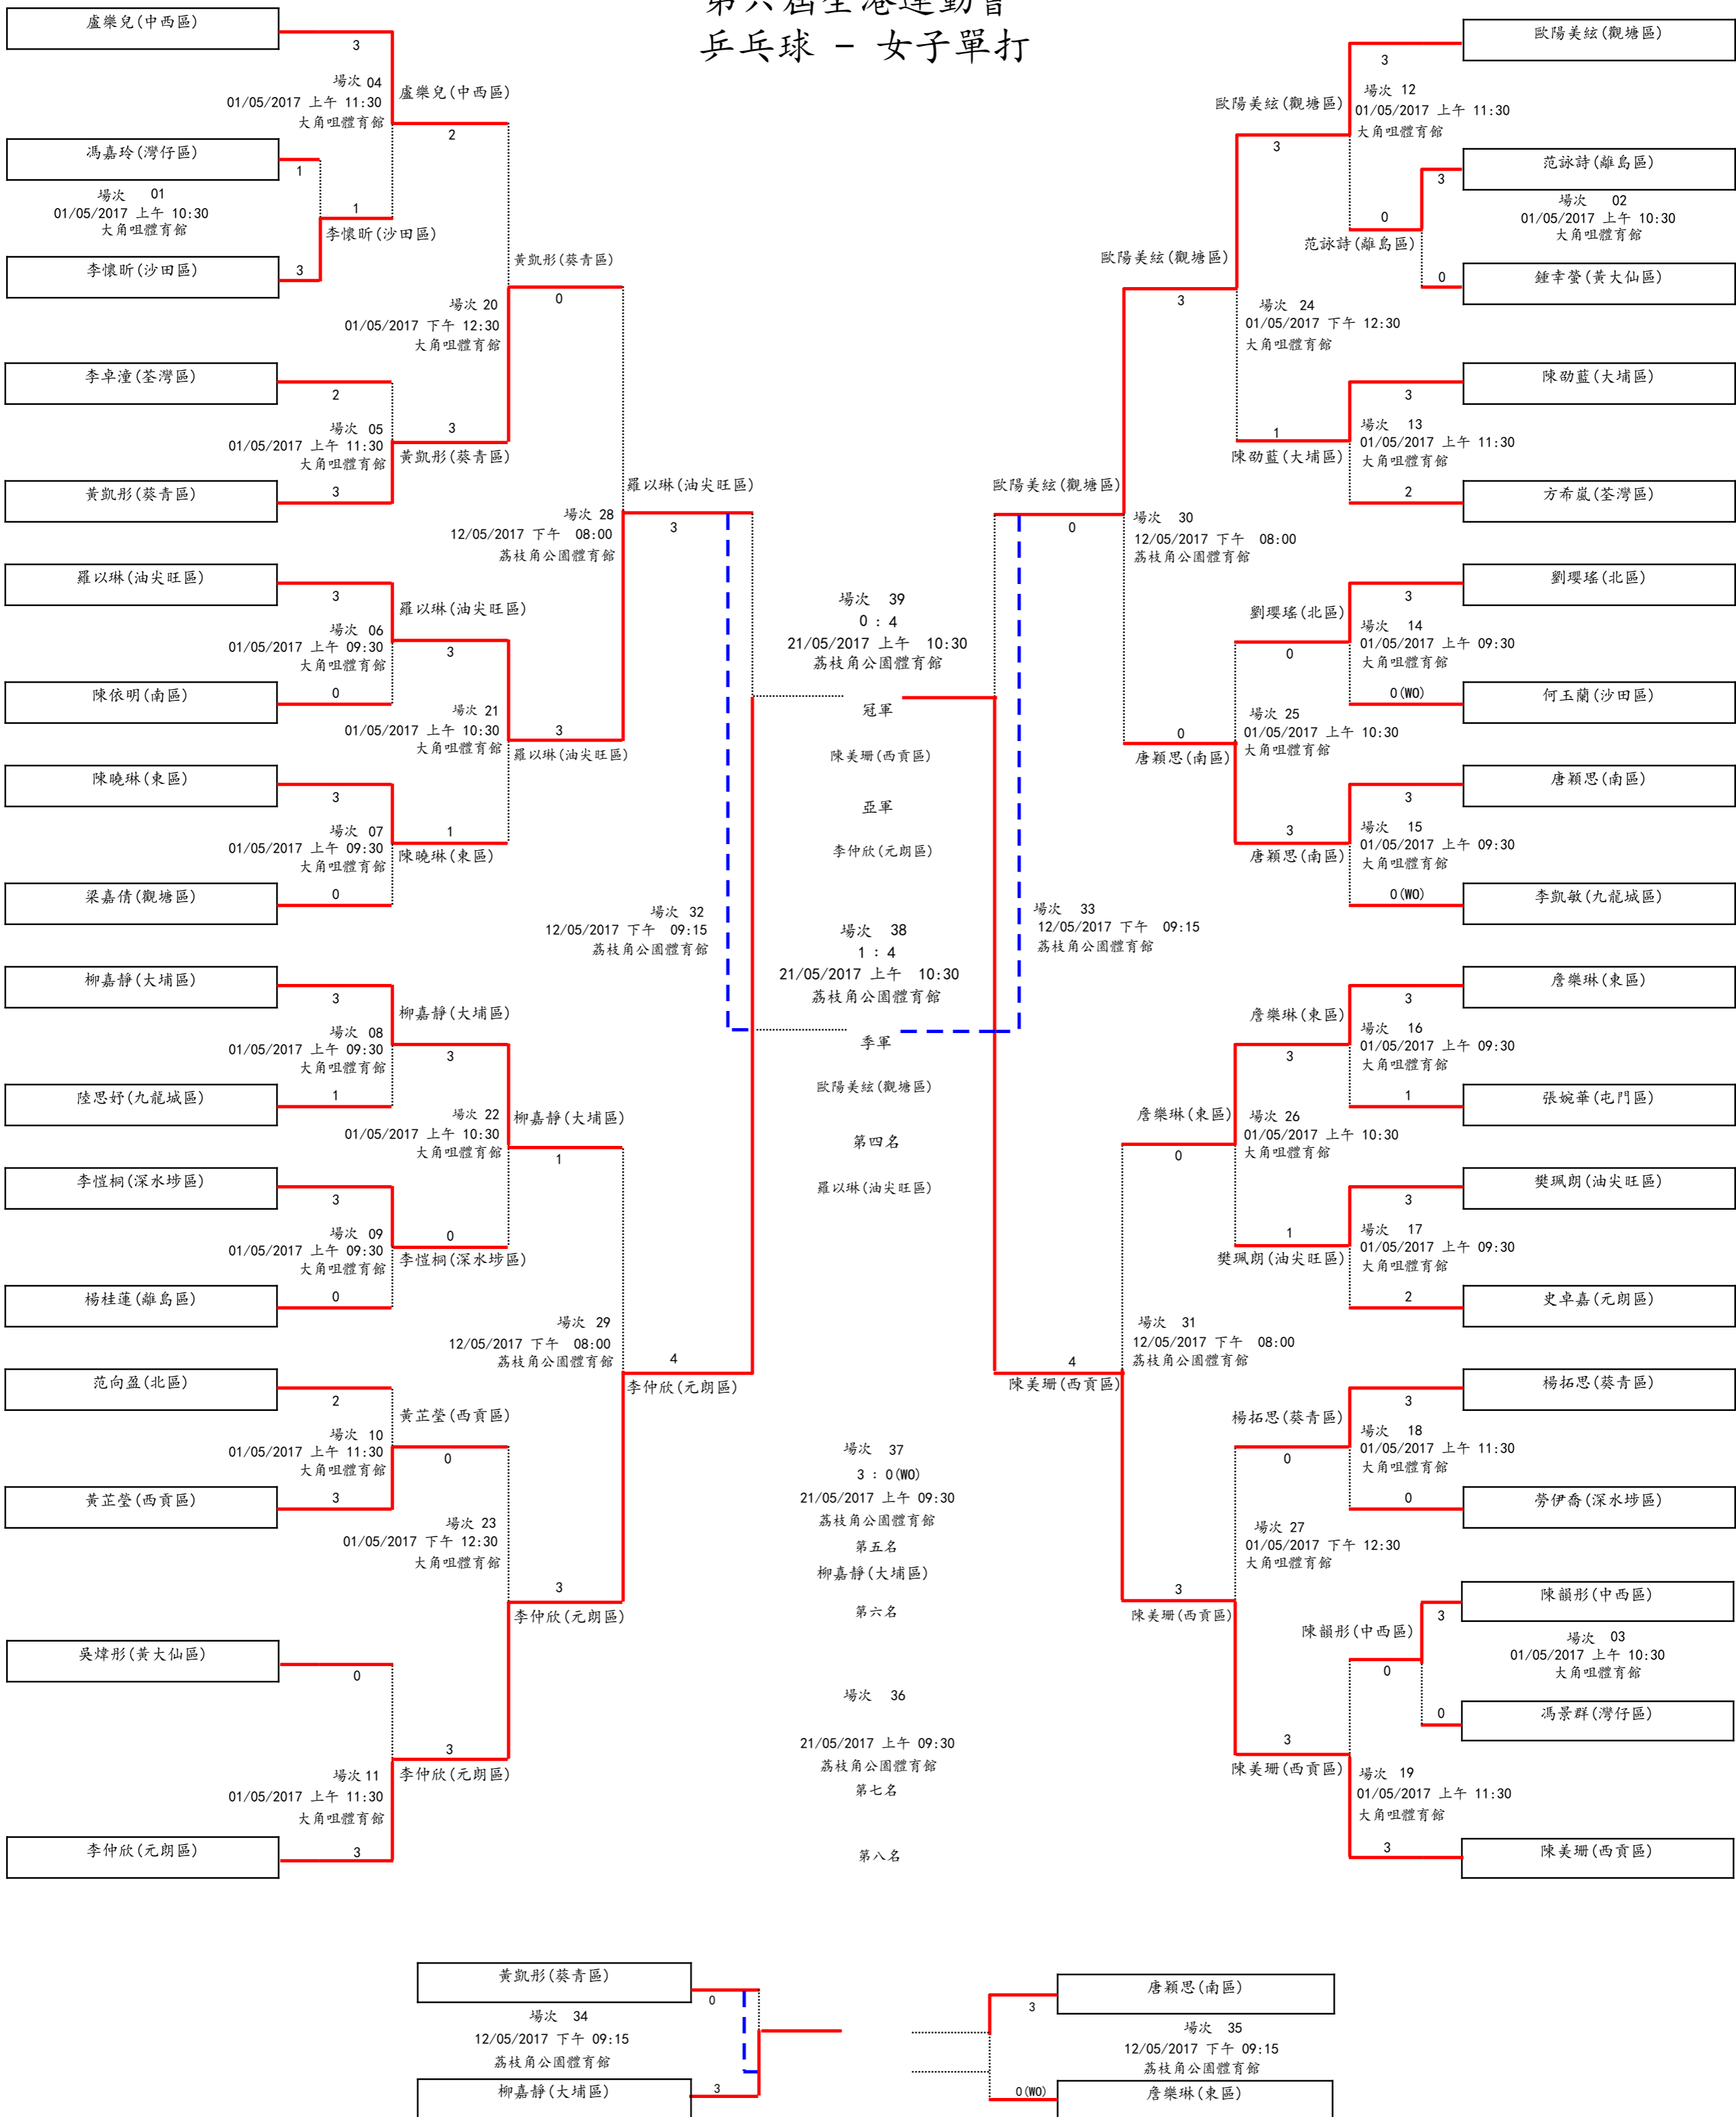 第六屆全港運動會
乒乓球 - 女子單打
盧樂兒(中西區)
3
場次 04
01/05/2017 上午 11:30
大角咀體育館
盧樂兒(中西區)
2
馮嘉玲(灣仔區)
1
場次 01
01/05/2017 上午 10:30
大角咀體育館
1
李懷昕(沙田區)
李懷昕(沙田區)
3
黃凱彤(葵青區)
0
場次 20
01/05/2017 下午 12:30
大角咀體育館
李卓潼(荃灣區)
2
場次 05
01/05/2017 上午 11:30
大角咀體育館
3
黃凱彤(葵青區)
黃凱彤(葵青區)
3
羅以琳(油尖旺區)
3
場次 28
12/05/2017 下午 08:00
荔枝角公園體育館
羅以琳(油尖旺區)
3
場次 06
01/05/2017 上午 09:30
大角咀體育館
羅以琳(油尖旺區)
3
陳依明(南區)
0
場次 21
01/05/2017 上午 10:30
大角咀體育館
3
羅以琳(油尖旺區)
陳曉琳(東區)
3
場次 07
01/05/2017 上午 09:30
大角咀體育館
1
陳曉琳(東區)
梁嘉倩(觀塘區)
0
場次 32
12/05/2017 下午 09:15
荔枝角公園體育館
柳嘉靜(大埔區)
3
場次 08
01/05/2017 上午 09:30
大角咀體育館
柳嘉靜(大埔區)
3
陸思妤(九龍城區)
1
場次 22
01/05/2017 上午 10:30
大角咀體育館
柳嘉靜(大埔區)
1
李愷桐(深水埗區)
3
場次 09
01/05/2017 上午 09:30
大角咀體育館
0
李愷桐(深水埗區)
楊桂蓮(離島區)
0
場次 29
12/05/2017 下午 08:00
荔枝角公園體育館
4
李仲欣(元朗區)
范向盈(北區)
2
場次 10
01/05/2017 上午 11:30
大角咀體育館
黃芷瑩(西貢區)
0
黃芷瑩(西貢區)
3
場次 23
01/05/2017 下午 12:30
大角咀體育館
3
李仲欣(元朗區)
吳煒彤(黃大仙區)
0
3
李仲欣(元朗區)
場次 11
01/05/2017 上午 11:30
大角咀體育館
李仲欣(元朗區)
3
場次 39
0 : 4
21/05/2017 上午 10:30
荔枝角公園體育館
冠軍
陳美珊(西貢區)
亞軍
李仲欣(元朗區)
場次 38
1 : 4
21/05/2017 上午 10:30
荔枝角公園體育館
季軍
歐陽美絃(觀塘區)
第四名
羅以琳(油尖旺區)
場次 37
3 : 0(WO)
21/05/2017 上午 09:30
荔枝角公園體育館
第五名
柳嘉靜(大埔區)
第六名
場次 36
21/05/2017 上午 09:30
荔枝角公園體育館
第七名
第八名
歐陽美絃(觀塘區)
3
歐陽美絃(觀塘區)
3
場次 12
01/05/2017 上午 11:30
大角咀體育館
范詠詩(離島區)
3
場次 02
01/05/2017 上午 10:30
大角咀體育館
0
范詠詩(離島區)
0
鍾幸螢(黃大仙區)
歐陽美絃(觀塘區)
3
場次 24
01/05/2017 下午 12:30
大角咀體育館
陳劭藍(大埔區)
3
場次 13
01/05/2017 上午 11:30
大角咀體育館
1
陳劭藍(大埔區)
2
方希嵐(荃灣區)
歐陽美絃(觀塘區)
0
場次 30
12/05/2017 下午 08:00
荔枝角公園體育館
劉瓔瑤(北區)
3
劉瓔瑤(北區)
0
場次 14
01/05/2017 上午 09:30
大角咀體育館
0(WO)
何玉蘭(沙田區)
場次 25
01/05/2017 上午 10:30
大角咀體育館
0
唐穎思(南區)
唐穎思(南區)
3
場次 15
01/05/2017 上午 09:30
大角咀體育館
3
唐穎思(南區)
0(WO)
李凱敏(九龍城區)
場次 33
12/05/2017 下午 09:15
荔枝角公園體育館
詹樂琳(東區)
3
詹樂琳(東區)
3
場次 16
01/05/2017 上午 09:30
大角咀體育館
1
張婉華(屯門區)
詹樂琳(東區)
0
場次 26
01/05/2017 上午 10:30
大角咀體育館
樊珮朗(油尖旺區)
3
1
樊珮朗(油尖旺區)
場次 17
01/05/2017 上午 09:30
大角咀體育館
2
史卓嘉(元朗區)
場次 31
12/05/2017 下午 08:00
荔枝角公園體育館
4
陳美珊(西貢區)
楊拓思(葵青區)
3
楊拓思(葵青區)
0
場次 18
01/05/2017 上午 11:30
大角咀體育館
0
勞伊喬(深水埗區)
場次 27
01/05/2017 下午 12:30
大角咀體育館
3
陳美珊(西貢區)
陳韻彤(中西區)
3
陳韻彤(中西區)
0
場次 03
01/05/2017 上午 10:30
大角咀體育館
0
馮景群(灣仔區)
3
陳美珊(西貢區)
場次 19
01/05/2017 上午 11:30
大角咀體育館
3
陳美珊(西貢區)
黃凱彤(葵青區)
0
場次 34
12/05/2017 下午 09:15
荔枝角公園體育館
柳嘉靜(大埔區)
3
唐穎思(南區)
3
場次 35
12/05/2017 下午 09:15
荔枝角公園體育館
0(WO)
詹樂琳(東區)